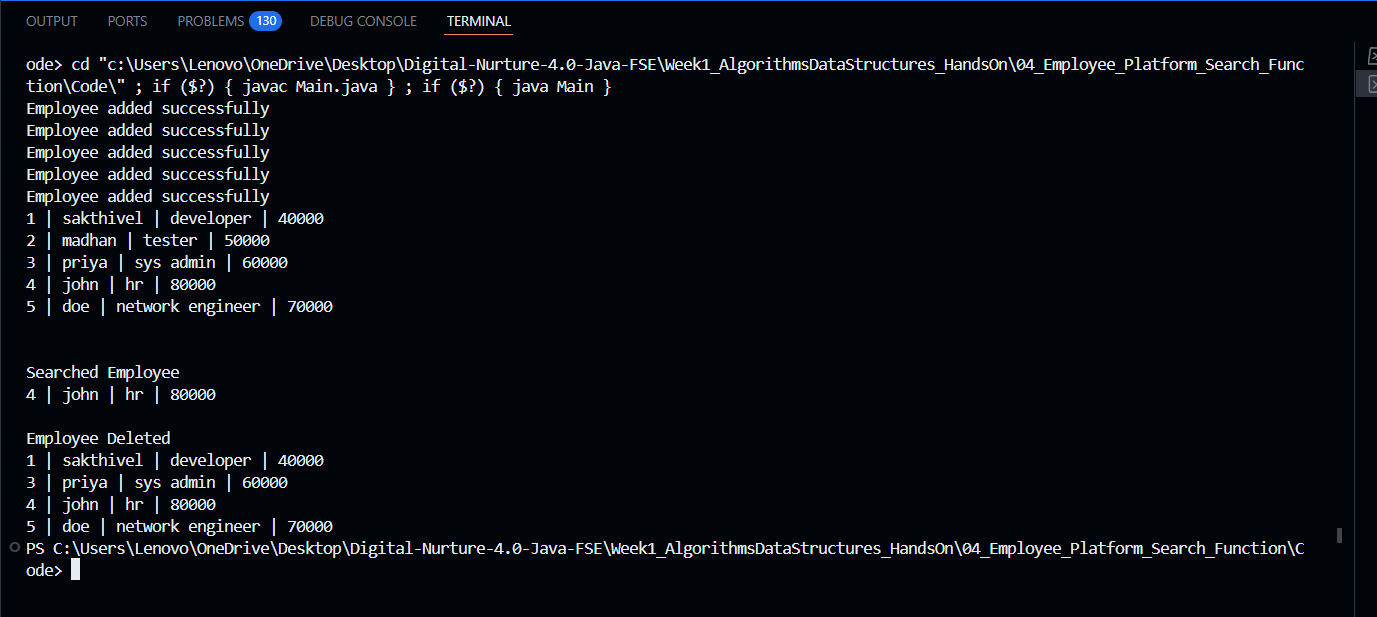 OUTPUT PORTS PROBLEMS 130 DEBUG CONSOLE TERMINAL
ode> cd "c:\Users\Lenovo\OneDrive\Desktop\Digital-Nurture-4.0-Java-FSE\Week1_AlgorithmsDataStructures_HandsOn\04_Employee_Platform_Search_Func
tion\Code\" ; if ($?) { javac Main.java } ; if ($?) { java Main }
Employee added successfully
Employee added successfully
Employee added successfully
Employee added successfully
Employee added successfully
1 | sakthivel | developer | 40000
2 | madhan | tester | 50000
3 | priya | sys admin | 60000
4 | john | hr | 80000
5 | doe | network engineer | 70000
Searched Employee
4 | john | hr | 80000
Employee Deleted
1 | sakthivel | developer | 40000
3 | priya | sys admin | 60000
4 | john | hr | 80000
5 | doe | network engineer | 70000
PS C:\Users\Lenovo\OneDrive\Desktop\Digital-Nurture-4.0-Java-FSE\Week1_AlgorithmsDataStructures_HandsOn\04_Employee_Platform_Search_Function\C
ode>